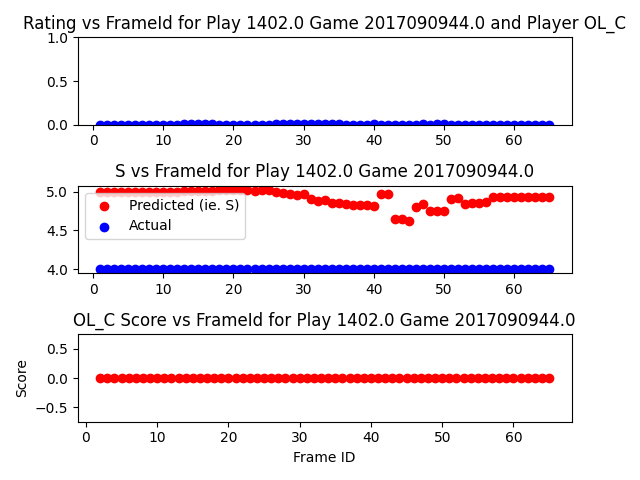 Rating vs FrameId for Play 1402.0 Game 2017090944.0 and Player OL_C
1.0
0.5
0.0
0 10 20 30 40 50 60
S vs FrameId for Play 1402.0 Game 2017090944.0
5.0
4.5
4.0
Predicted (ie. S)
Actual
0 10 20 30 40 50 60
OL_C Score vs FrameId for Play 1402.0 Game 2017090944.0
Score
0.5
0.0
−0.5
0 10 20 30 40 50 60
Frame ID